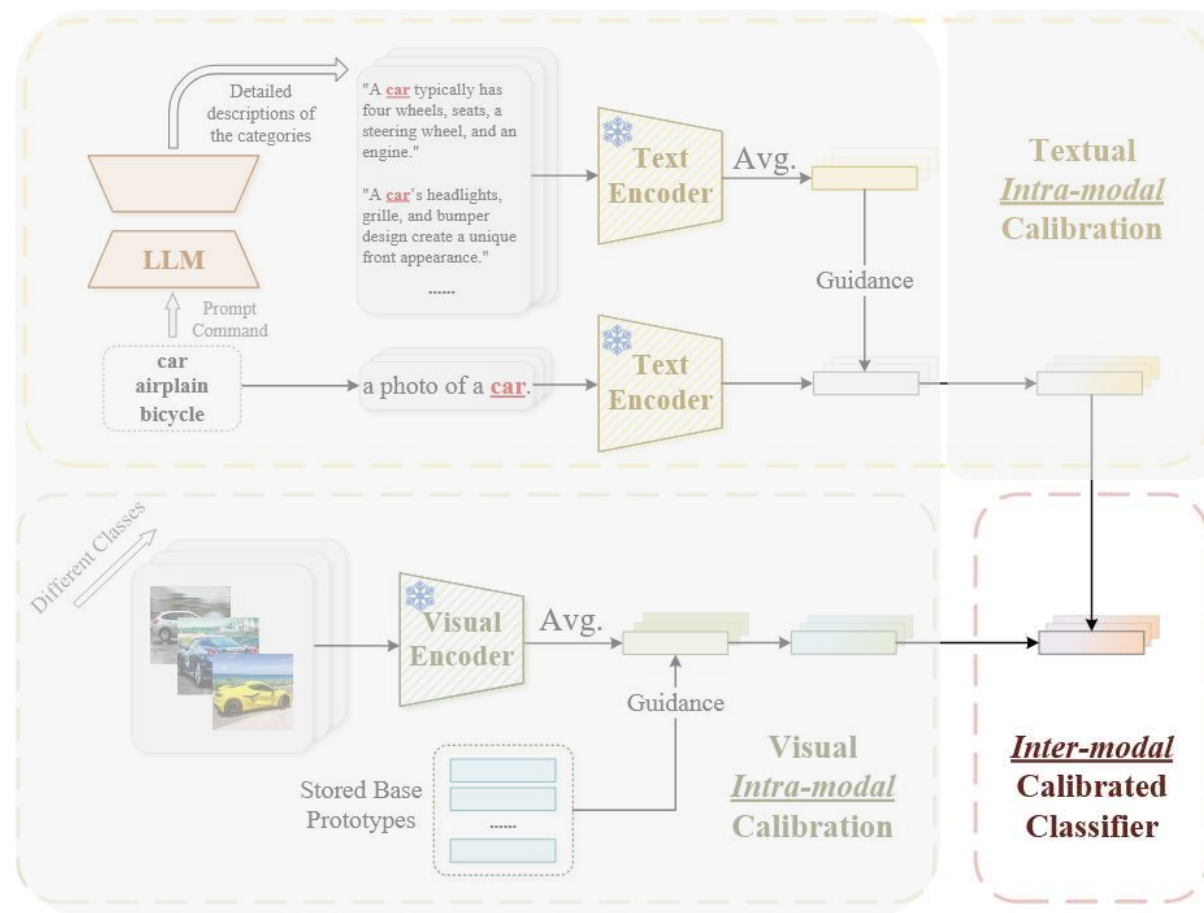 Detailed
descriptions of
the categories
"A car typically has
four wheels, seats, a
steering wheel, and an
engine."
"A car's headlights,
grille, and bumper
design create a unique
front appearance."
......
Text
Encoder
Avg.
Textual
Intra-modal
Calibration
LLM
Guidance
Prompt
Command
car
airplain
bicycle
a photo of a car.
Text
Encoder
Different Classes
Visual
Encoder
Avg.
Guidance
Stored Base
Prototypes
......
Visual
Intra-modal
Calibration
Inter-modal
Calibrated
Classifier